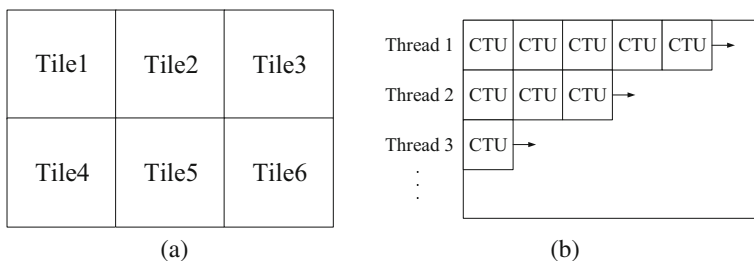 Tile1 Tile2 Tile3
Tile4 Tile5 Tile6
(a)
Thread 1 CTU CTU CTU CTU CTU
Thread 2 CTU CTU CTU
Thread 3 CTU
(b)